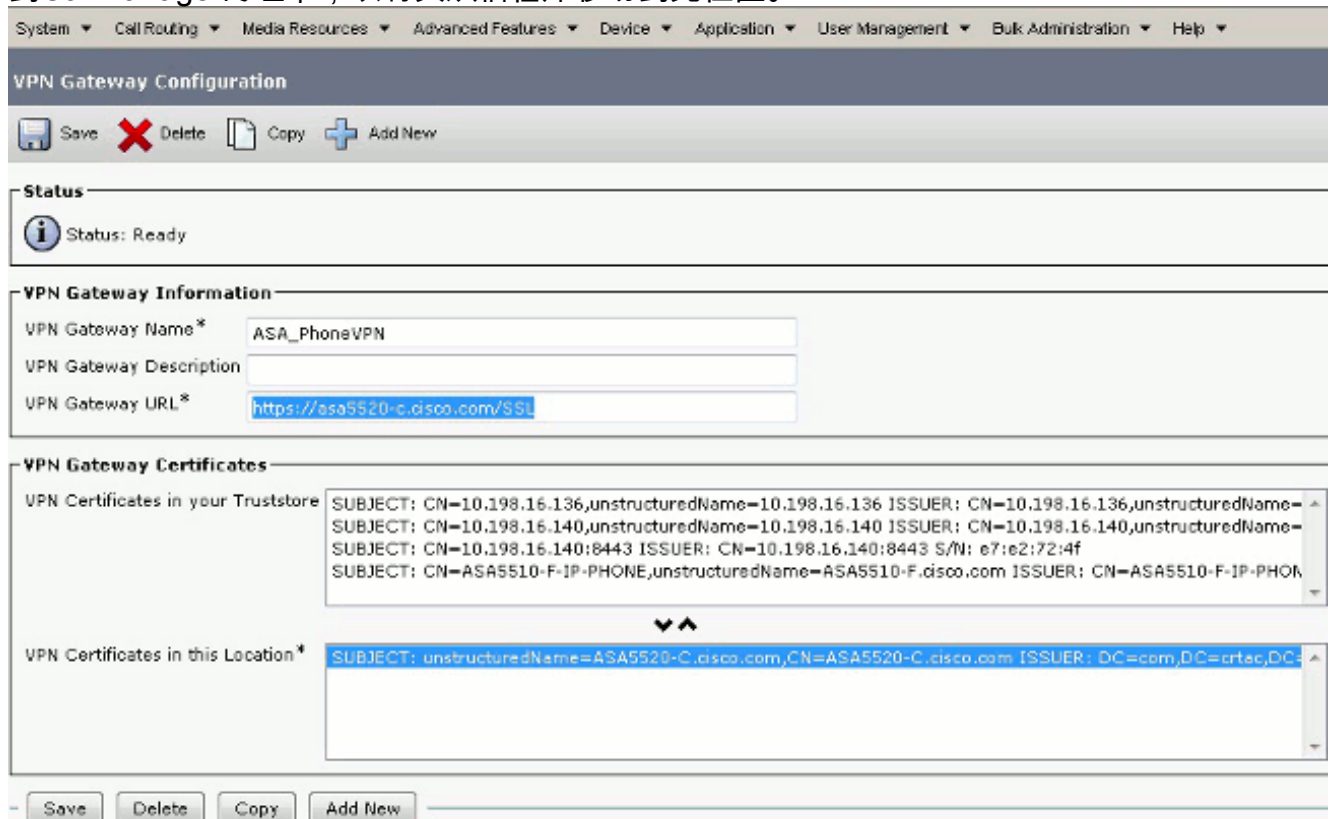 System Call Routing Media Resources Advanced Features Device Application User Management Bulk Administration Help
VPN Gateway Configuration
Save Delete Copy Add New
Status
Status: Ready
VPN Gateway Information
VPN Gateway Name* ASA_PhoneVPN
VPN Gateway Description
VPN Gateway URL* https://asa5520-c.cisco.com/SSL
VPN Gateway Certificates
VPN Certificates in your Truststore SUBJECT: CN=10.198.16.136,unstructuredName=10.198.16.136 ISSUER: CN=10.198.16.136,unstructuredName=
SUBJECT: CN=10.198.16.140,unstructuredName=10.198.16.140 ISSUER: CN=10.198.16.140,unstructuredName=
SUBJECT: CN=10.198.16.140:8443 ISSUER: CN=10.198.16.140:8443 S/N: e7:e2:72:4f
SUBJECT: CN=ASA5510-F-IP-PHONE,unstructuredName=ASA5510-F.cisco.com ISSUER: CN=ASA5510-F-IP-PHON
VPN Certificates in this Location* SUBJECT: unstructuredName=ASA5520-C.cisco.com,CN=ASA5520-C.cisco.com ISSUER: DC=com,DC=crtac,DC=
Save Delete Copy Add New